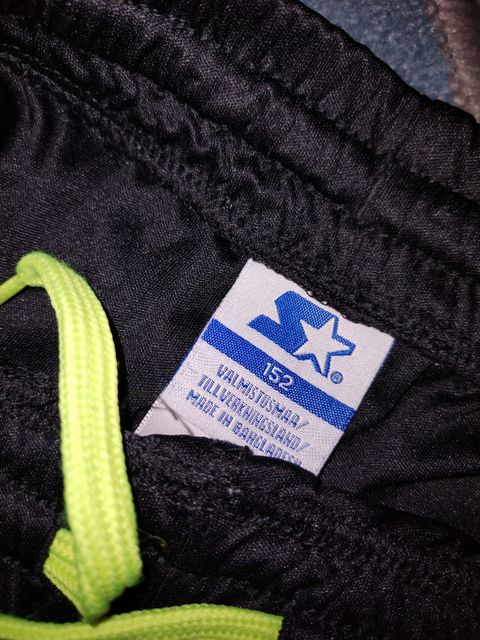 152
VALMISTUSMAA/
TILLVERKNINGSLAND/
MADE IN BANGLADESH